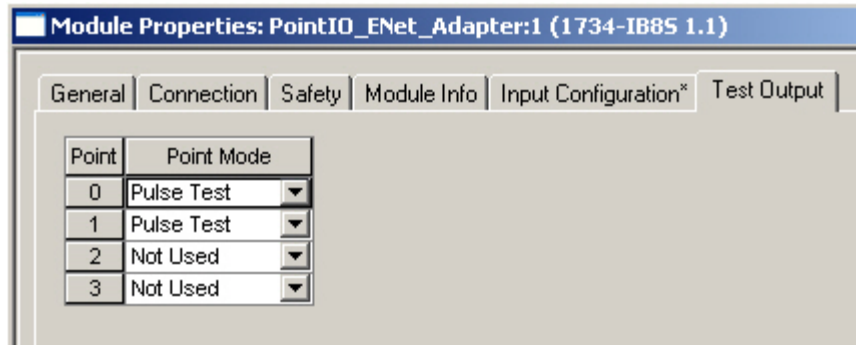 Module Properties: PointIO_ENet_Adapter:1 (1734-IB8S 1.1)
General Connection Safety Module Info Input Configuration* Test Output
Point Point Mode
0 Pulse Test
1 Pulse Test
2 Not Used
3 Not Used